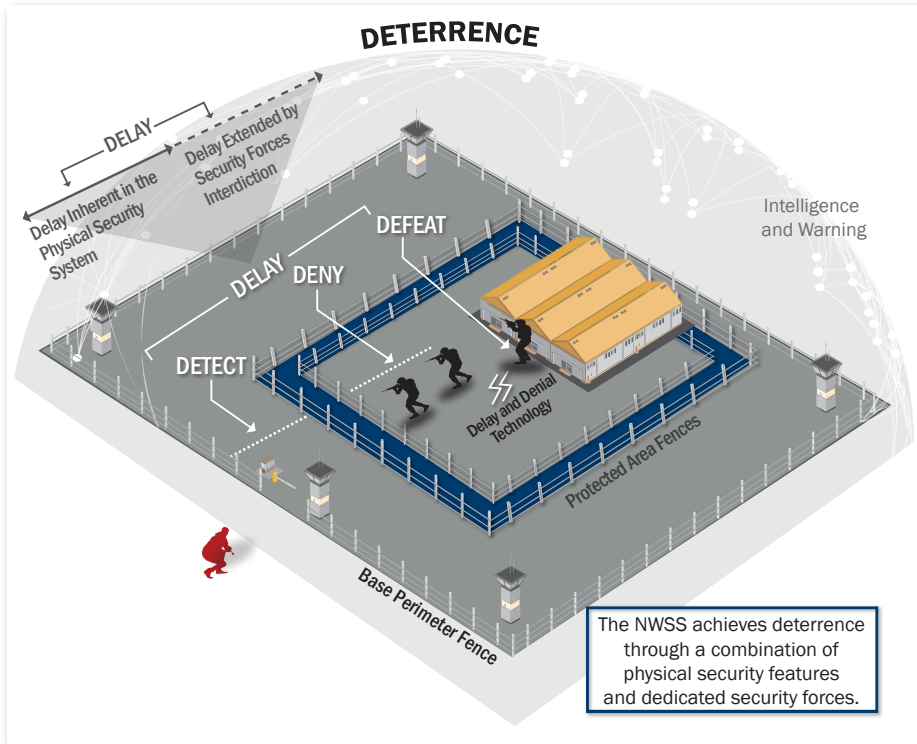 DETERRENCE
DELAY
Delay Inherent in the
Physical Security
System
Delay Extended by
Security Forces
Interdiction
Intelligence
and Warning
DEFEAT
DELAY
DENY
DETECT
Delay and Denial
Technology
Protected Area Fences
Base Perimeter Fence
The NWSS achieves deterrence
through a combination of
physical security features
and dedicated security forces.